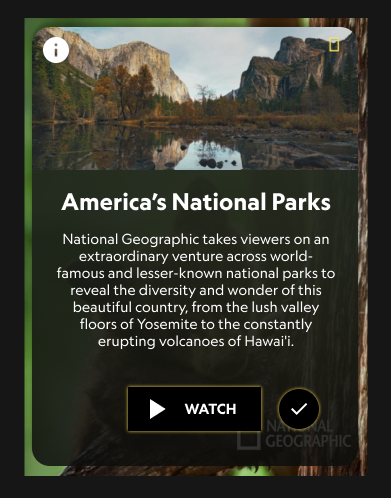 America's National Parks
National Geographic takes viewers on an
extraordinary venture across world-
famous and lesser-known national parks to
reveal the diversity and wonder of this
beautiful country, from the lush valley
floors of Yosemite to the constantly
erupting volcanoes of Hawai'i.
WATCH
NATIONAL
GEOGRAPHIC